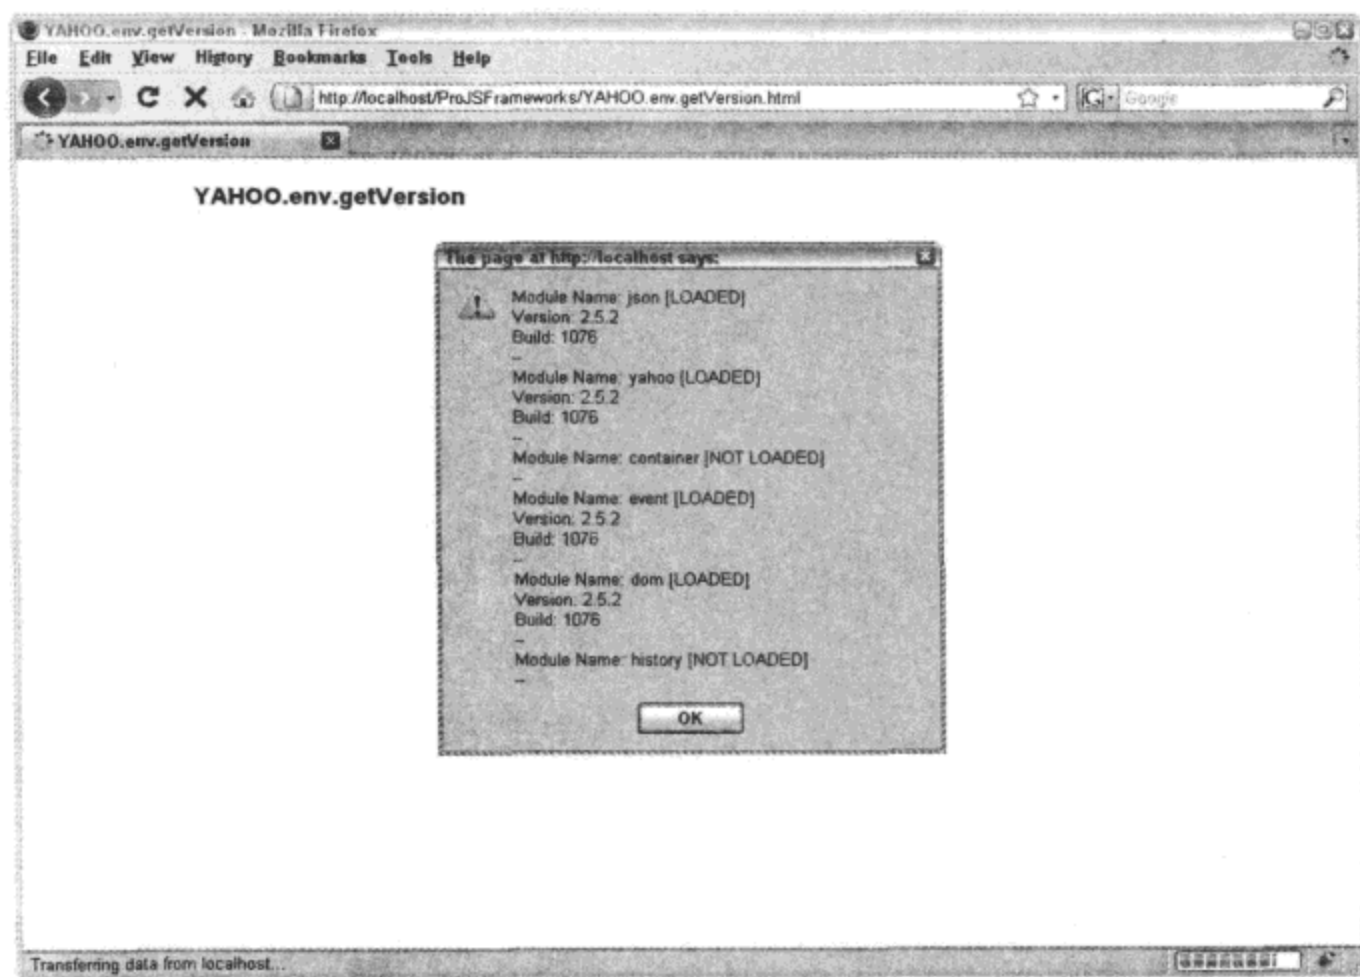 YAHOO.env.getVersion - Mozilla Firefox
File Edit View History Bookmarks Tools Help
http://localhost/ProJSFrameworks/YAHOO.env.getVersion.html
G Google
YAHOO.env.getVersion
YAHOO.env.getVersion
The page at http://localhost says:
Module Name: json [LOADED]
Version: 2.5.2
Build: 1076
--
Module Name: yahoo [LOADED]
Version: 2.5.2
Build: 1076
--
Module Name: container [NOT LOADED]
--
Module Name: event [LOADED]
Version: 2.5.2
Build: 1076
--
Module Name: dom [LOADED]
Version: 2.5.2
Build: 1076
--
Module Name: history [NOT LOADED]
--
OK
Transferring data from localhost...